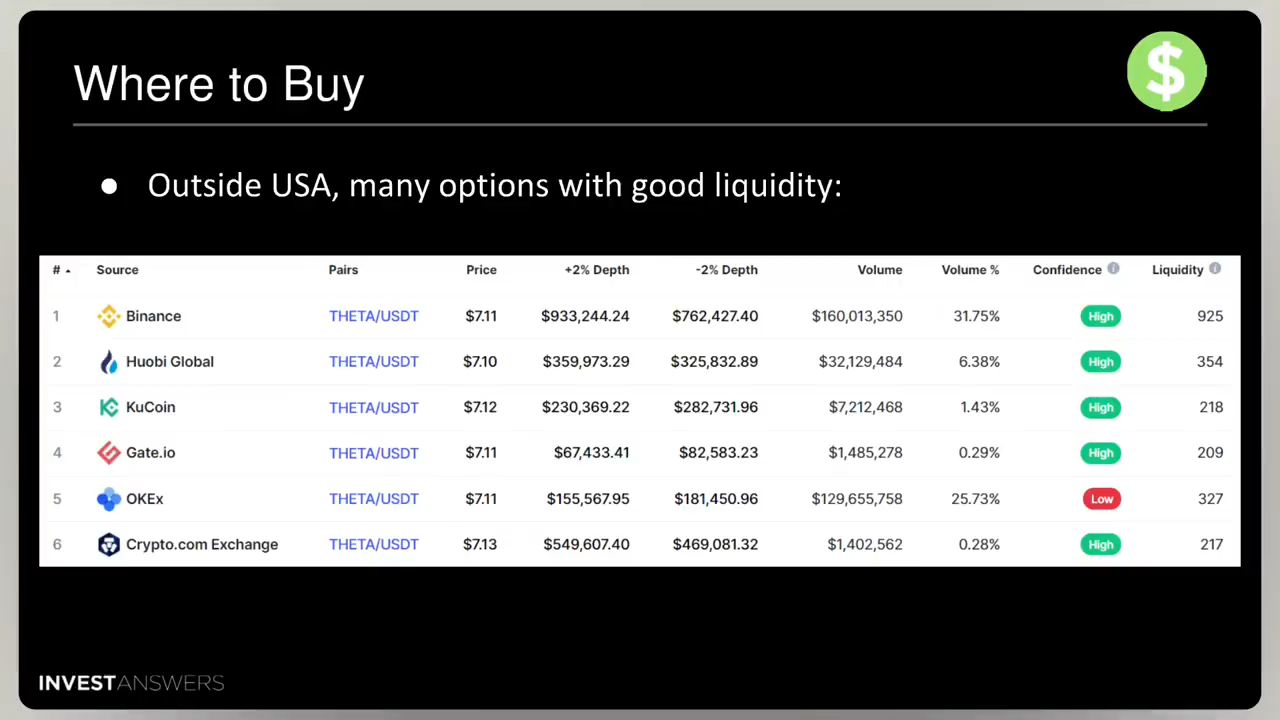 Where to Buy
$
● Outside USA, many options with good liquidity:
# Source Pairs Price +2% Depth -2% Depth Volume Volume % Confidence Liquidity
1 Binance THETA/USDT $7.11 $933,244.24 $762,427.40 $160,013,350 31.75% High 925
2 Huobi Global THETA/USDT $7.10 $359,973.29 $325,832.89 $32,129,484 6.38% High 354
3 KuCoin THETA/USDT $7.12 $230,369.22 $282,731.96 $7,212,468 1.43% High 218
4 Gate.io THETA/USDT $7.11 $67,433.41 $82,583.23 $1,485,278 0.29% High 209
5 OKEx THETA/USDT $7.11 $155,567.95 $181,450.96 $129,655,758 25.73% Low 327
6 Crypto.com Exchange THETA/USDT $7.13 $549,607.40 $469,081.32 $1,402,562 0.28% High 217
INVESTANSWERS